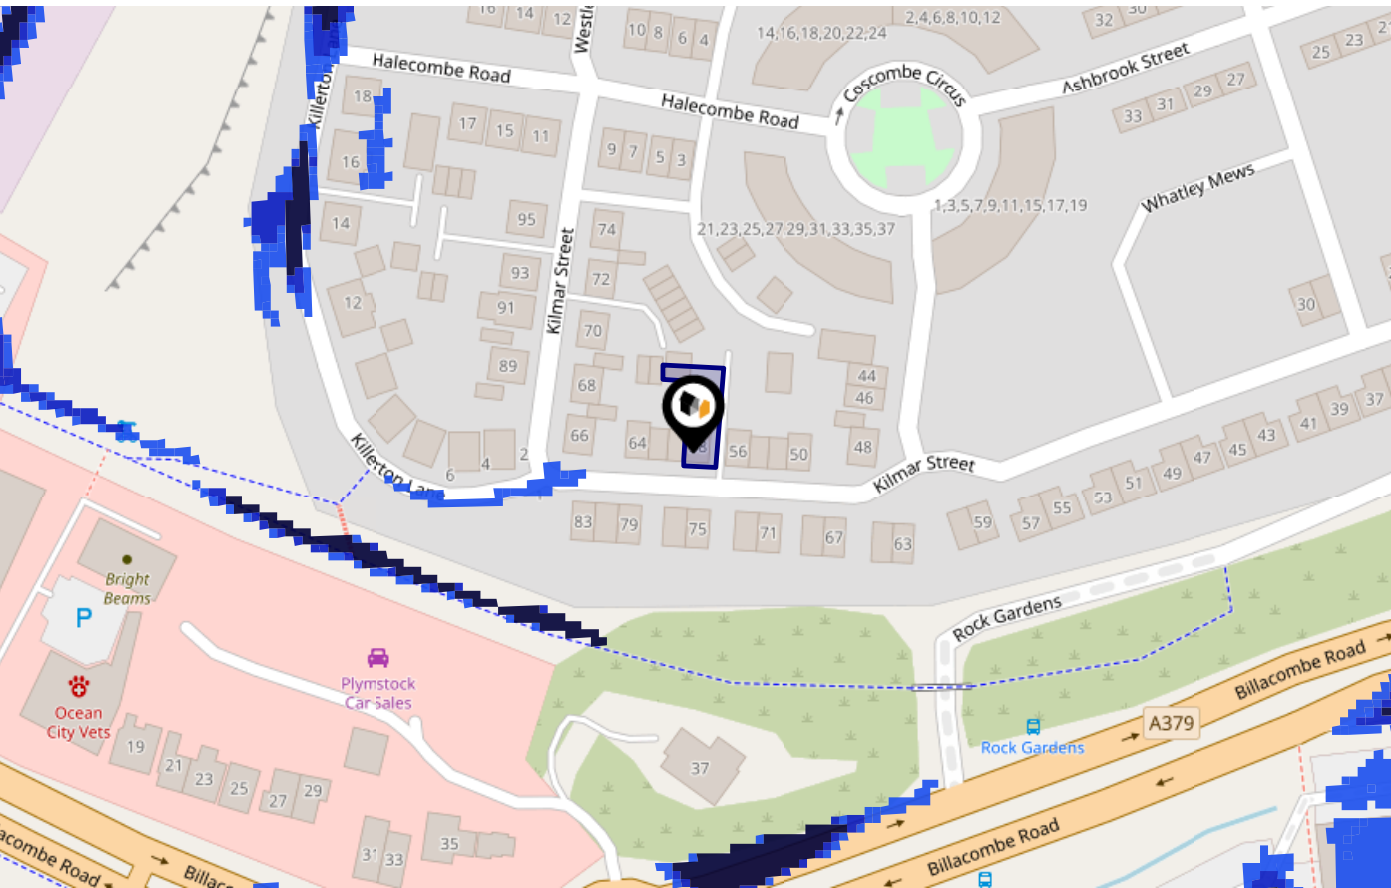 16 14 12
Westle
10 8 6 4
14,16,18,20,22,24
2,4,6,8,10,12
32 30
25 23 2
Halecombe Road
Killerton
18
17 15 11
Halecombe Road
Coscombe Circus
Ashbrook Street
27
29
31
33
16
9 7 5 3
Whatley Mews
1,3,5,7,9,11,15,17,19
14
95
74
21,23,25,27 29,31,33,35,37
Kilmar Street
93
72
12
91
70
30
89
68
44
46
37
39
41
43
45
47
49
51
53
55
57
59
66
64
8
56
50
48
Killerton Lane
6
4
2
Kilmar Street
83 79
75
71
67
63
Bright
Beams
P
Rock Gardens
Ocean
City Vets
Plymstock
Car Sales
Billacombe Road
A379
Rock Gardens
19
21
23
25
27
29
31
33
35
37
acombe Road
Billac
Billacombe Road